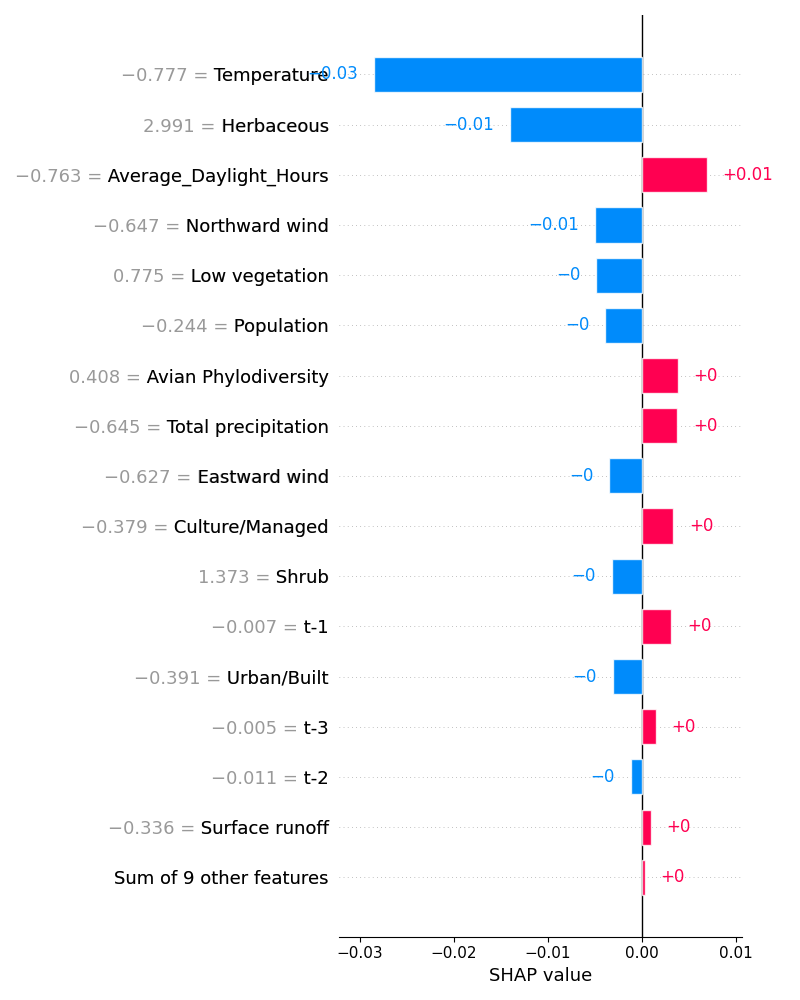 −0.777 = Temperature −0.03
2.991 = Herbaceous −0.01
−0.763 = Average_Daylight_Hours +0.01
−0.647 = Northward wind −0.01
0.775 = Low vegetation −0
−0.244 = Population −0
0.408 = Avian Phylodiversity +0
−0.645 = Total precipitation +0
−0.627 = Eastward wind −0
−0.379 = Culture/Managed +0
1.373 = Shrub −0
−0.007 = t-1 +0
−0.391 = Urban/Built −0
−0.005 = t-3 +0
−0.011 = t-2 −0
−0.336 = Surface runoff +0
Sum of 9 other features +0
−0.03 −0.02 −0.01 0.00 0.01
SHAP value